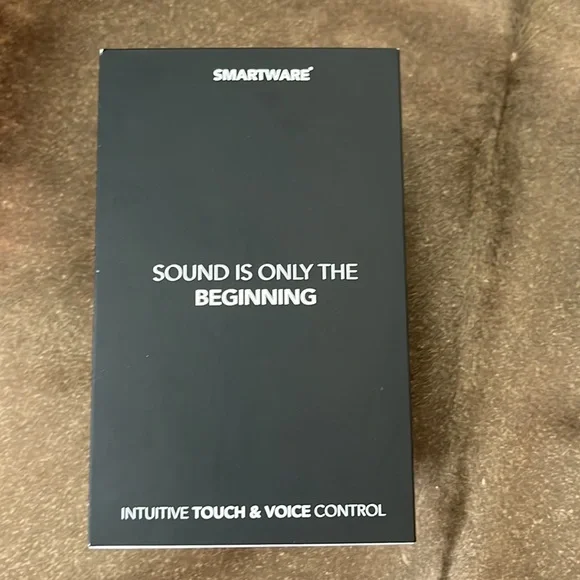 SMARTWARE
SOUND IS ONLY THE
BEGINNING
INTUITIVE TOUCH & VOICE CONTROL